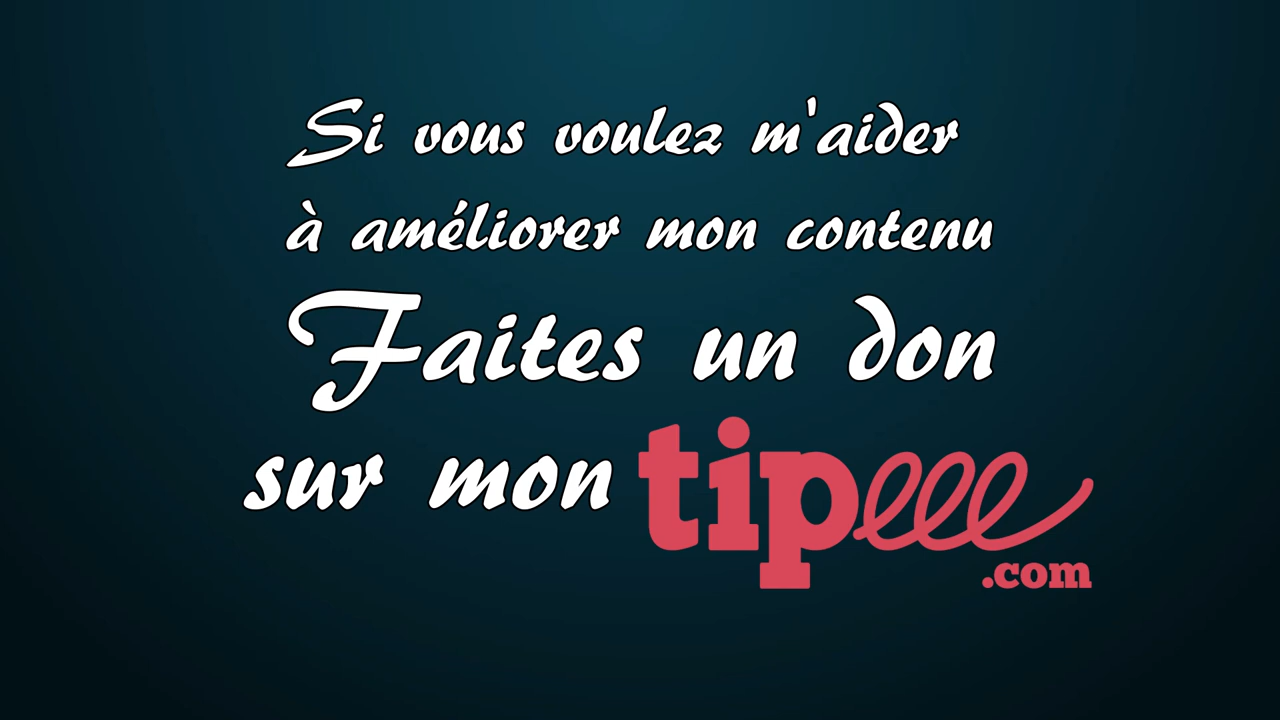 Si vous voulez m'aider
à améliorer mon contenu
Faites un don
sur mon tipeee
.com